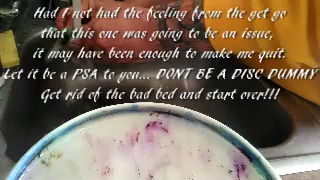 Had I not had the feeling from the get go
that this one was going to be an issue,
it may have been enough to make me quit.
Let it be a PSA to you... DONT BE A DISC DUMMY
Get rid of the bad bed and start over!!!